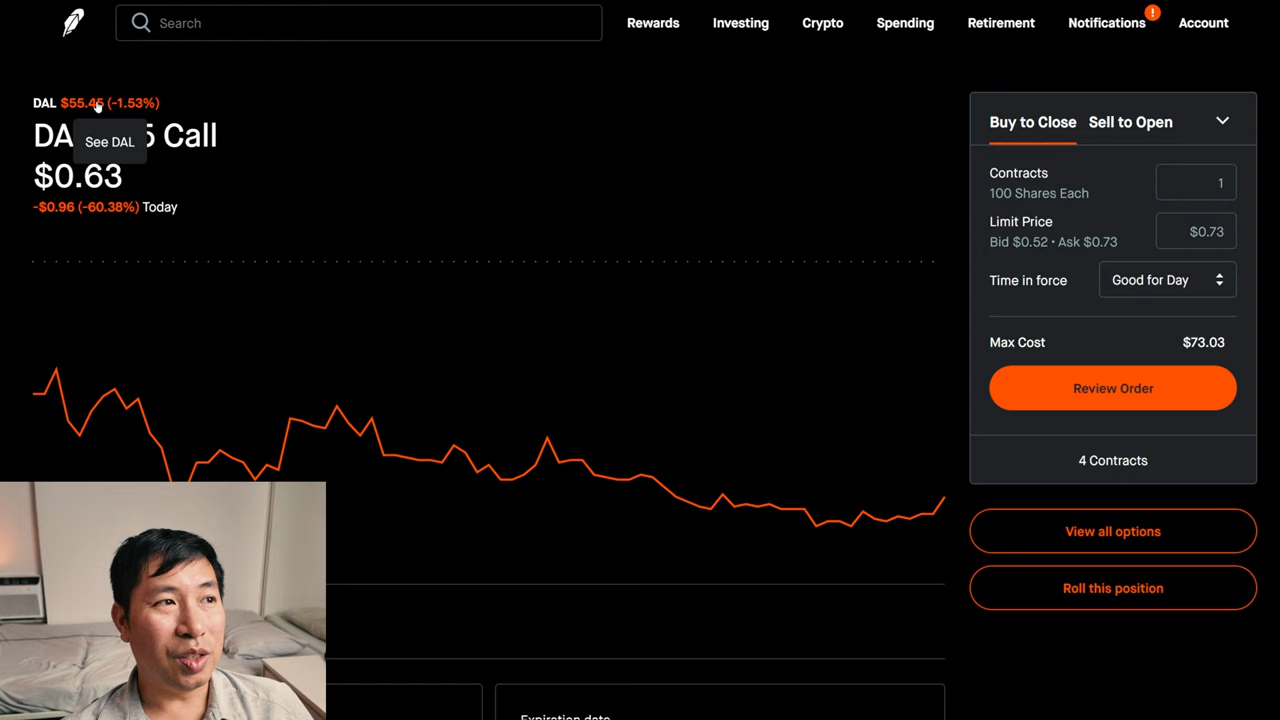 Search
Rewards
Investing
Crypto
Spending
Retirement
Notifications
!
Account
DAL $55.45 (-1.53%)
See DAL
Call
$0.63
-$0.96 (-60.38%) Today
Buy to Close
Sell to Open
Contracts
100 Shares Each
1
Limit Price
Bid $0.52 • Ask $0.73
$0.73
Time in force
Good for Day
Max Cost
$73.03
Review Order
4 Contracts
View all options
Roll this position
Expiration date